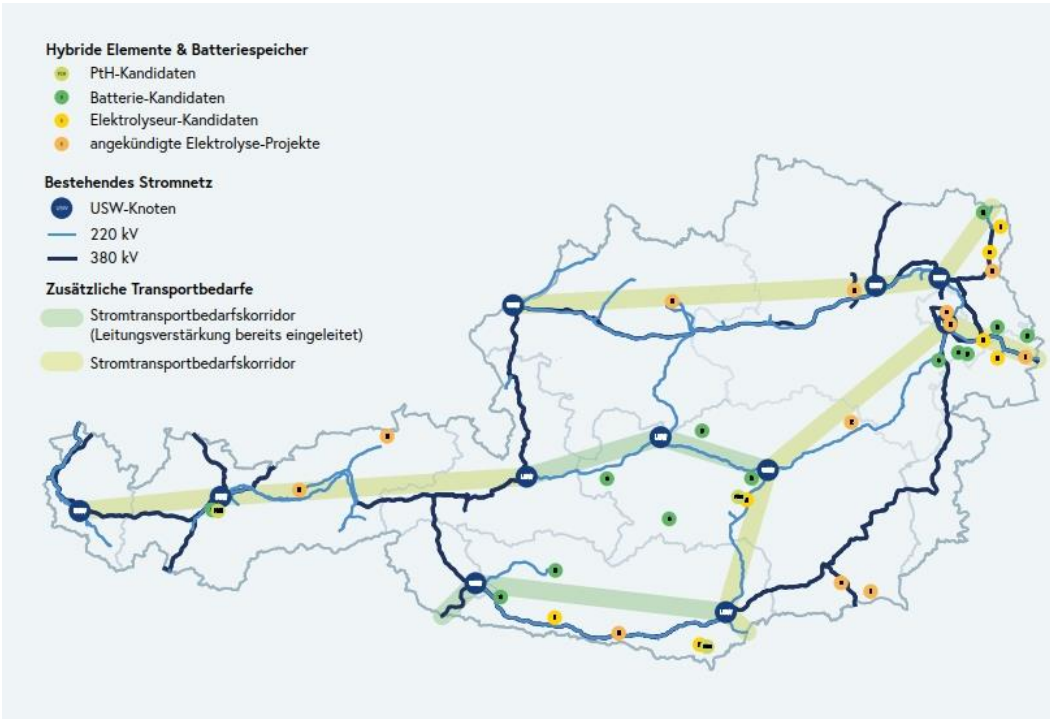 Hybride Elemente & Batteriespeicher
PtH-Kandidaten
Batterie-Kandidaten
Elektrolyseur-Kandidaten
angekündigte Elektrolyse-Projekte
Bestehendes Stromnetz
USW-Knoten
220 kV
380 kV
Zusätzliche Transportbedarfe
Stromtransportbedarfskorridor
(Leitungsverstärkung bereits eingeleitet)
Stromtransportbedarfskorridor